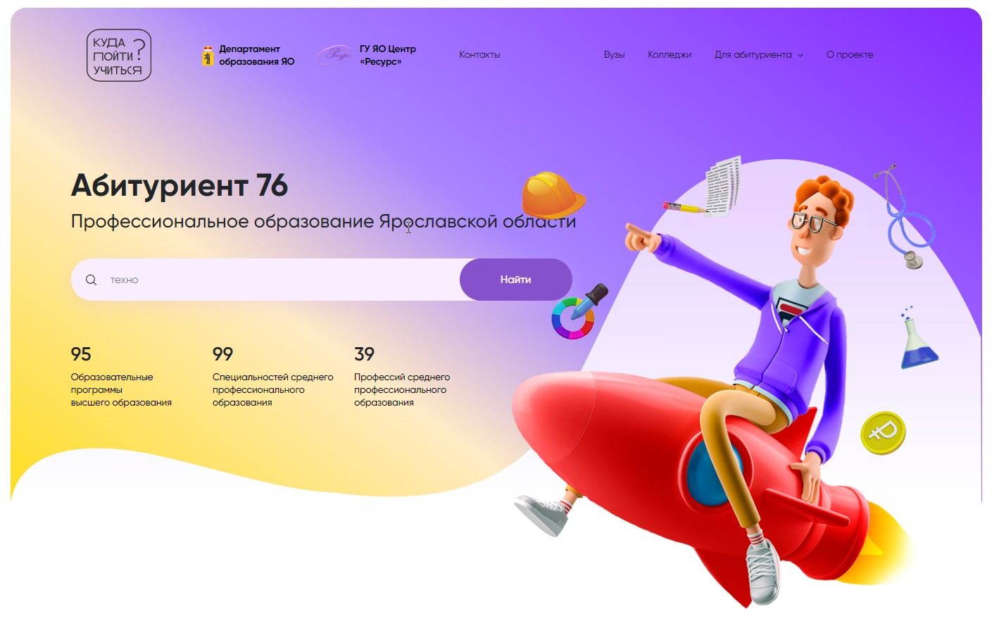 КУДА
ПОЙТИ ?
УЧИТЬСЯ
Департамент
образования ЯО
Ресурс
ГУ ЯО Центр
«Ресурс»
Контакты
Вузы
Колледжи
Для абитуриента
О проекте
Абитуриент 76
Профессиональное образование Ярославской области
техно
Найти
95
Образовательные
программы
высшего образования
99
Специальностей среднего
профессионального
образования
39
Профессий среднего
профессионального
образования